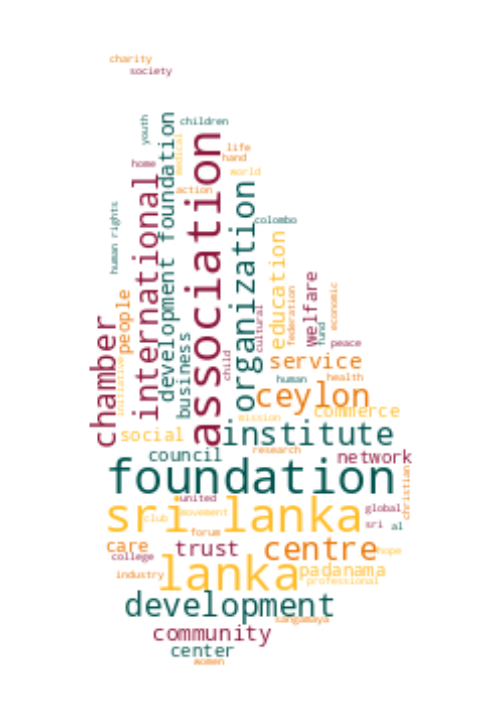 charity
society
youth
children
development foundation
medical
association
life
hand
home
world
international
action
organization
human rights
colombo
education
welfare
people
federation
economic
cultural
fund
chamber
business
peace
child
service
initiative
human
health
ceylon
commerce
mission
social
institute
council
research
network
foundation
christian
united
sri lanka
movement
global
club
sri
al
forum
care
trust
centre
hope
college
lanka
padanama
industry
professional
development
sangamaya
community
center
women